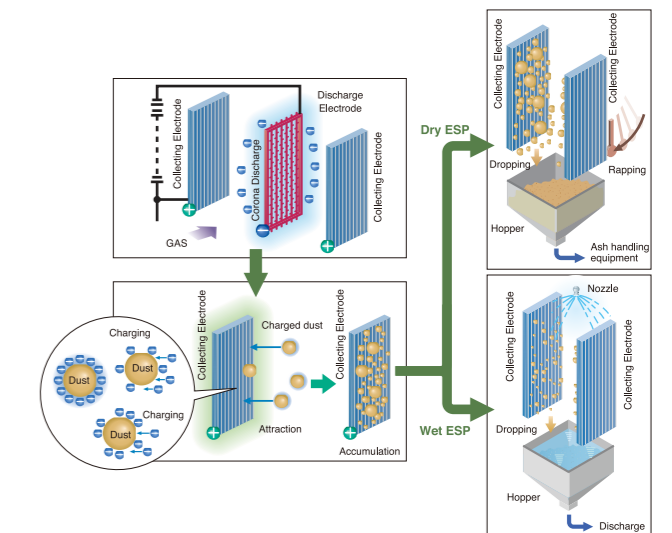 Discharge
Electrode
Collecting Electrode
Corona Discharge
Collecting Electrode
GAS
Charging
Dust
Dust
Charging
Dust
Collecting Electrode
Charged dust
Attraction
Collecting Electrode
Accumulation
Dry ESP
Wet ESP
Collecting Electrode
Collecting Electrode
Dropping
Rapping
Hopper
Ash handling
equipment
Nozzle
Collecting Electrode
Collecting Electrode
Dropping
Hopper
Discharge